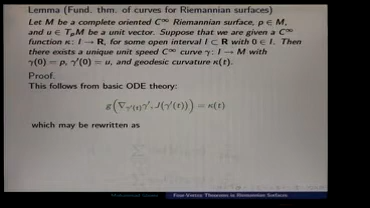 Lemma (Fund. thm. of curves for Riemannian surfaces)
Let M be a complete oriented C^∞ Riemannian surface, p ∈ M,
and u ∈ T_pM be a unit vector. Suppose that we are given a C^∞
function κ: I → R, for some open interval I ⊂ R with 0 ∈ I. Then
there exists a unique unit speed C^∞ curve γ: I → M with
γ(0) = p, γ′(0) = u, and geodesic curvature κ(t).
Proof.
This follows from basic ODE theory:
g(∇_{γ′(t)}γ′, J(γ′(t))) = κ(t)
which may be rewritten as
Four-Vertex Theorems in Riemannian Surfaces